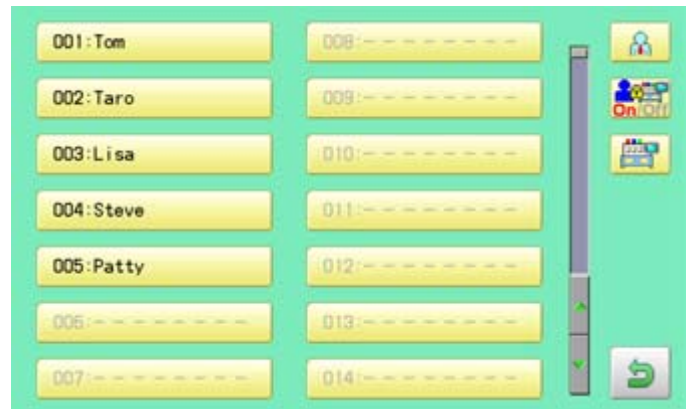 001:Tom
002:Taro
003:Lisa
004:Steve
005:Patty
006:--------
007:--------
008:--------
009:--------
010:--------
011:--------
012:--------
013:--------
014:--------
On/Off